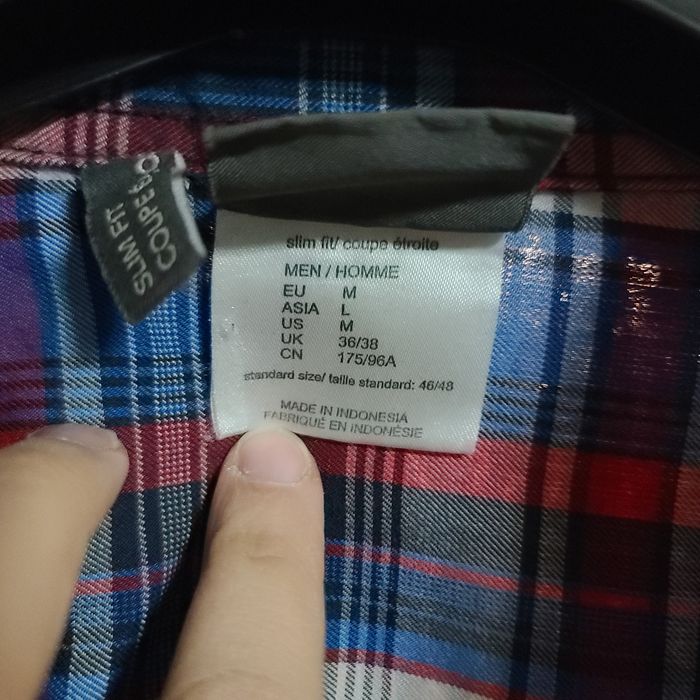 SLIM FIT
COUPE
slim fit/ coupe étroite
MEN / HOMME
EU M
ASIA L
US M
UK 36/38
CN 175/96A
standard size/ taille standard: 46/48
MADE IN INDONESIA
FABRIQUÉ EN INDONÉSIE